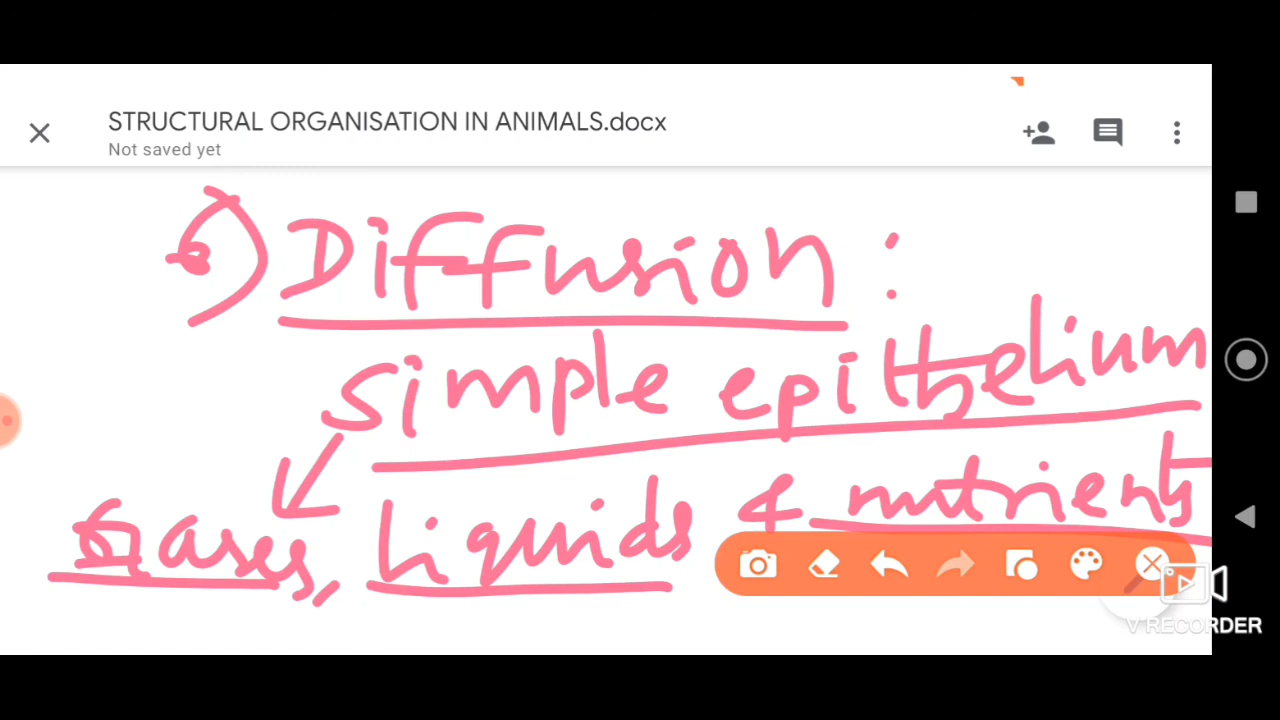 STRUCTURAL ORGANISATION IN ANIMALS.docx
Not saved yet
e) Diffusion :
simple epithelium
Gases, liquids & nutrients
V RECORDER